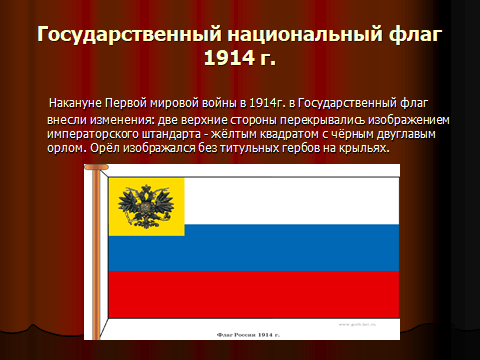 Государственный национальный флаг
1914 г.
Накануне Первой мировой войны в 1914г. в Государственный флаг
внесли изменения: две верхние стороны перекрывались изображением
императорского штандарта - жёлтым квадратом с чёрным двуглавым
орлом. Орёл изображался без титульных гербов на крыльях.
Флаг России 1914 г.